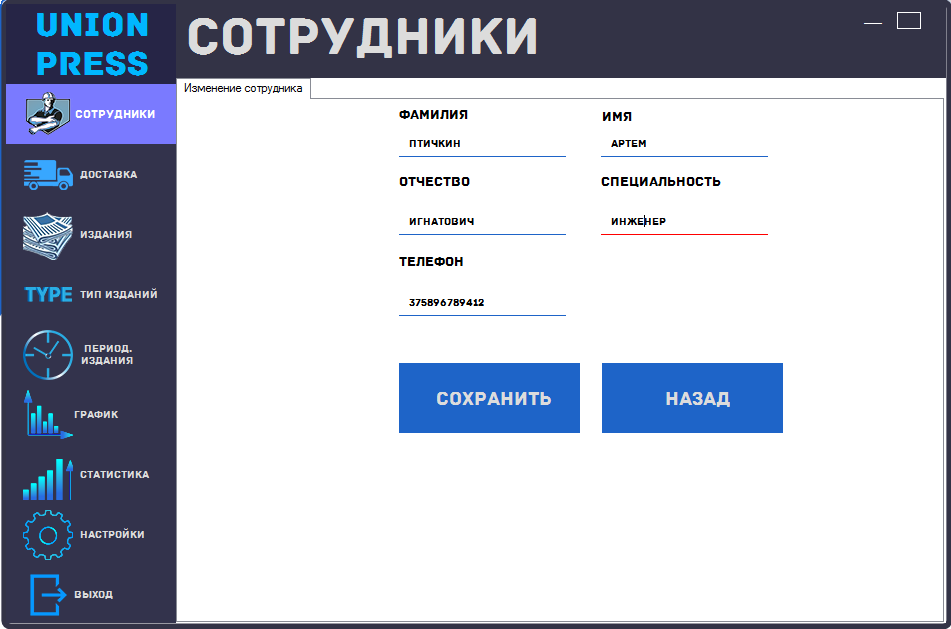 UNION
PRESS
СОТРУДНИКИ
СОТРУДНИКИ
ДОСТАВКА
ИЗДАНИЯ
TYPE ТИП ИЗДАНИЙ
ПЕРИОД.
ИЗДАНИЯ
ГРАФИК
СТАТИСТИКА
НАСТРОЙКИ
ВЫХОД
Изменение сотрудника
ФАМИЛИЯ
ПТИЧКИН
ИМЯ
АРТЕМ
ОТЧЕСТВО
ИГНАТОВИЧ
СПЕЦИАЛЬНОСТЬ
ИНЖЕНЕР
ТЕЛЕФОН
375896789412
СОХРАНИТЬ
НАЗАД